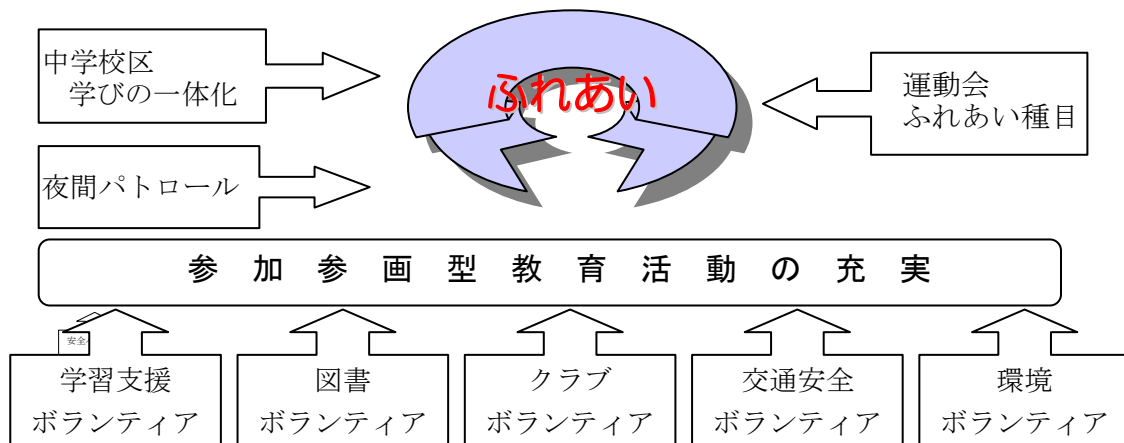 中学校区
学びの一体化
ふれあい
運動会
ふれあい種目
夜間パトロール
参加参画型教育活動の充実
安全
学習支援
ボランティア
図書
ボランティア
クラブ
ボランティア
交通安全
ボランティア
環境
ボランティア